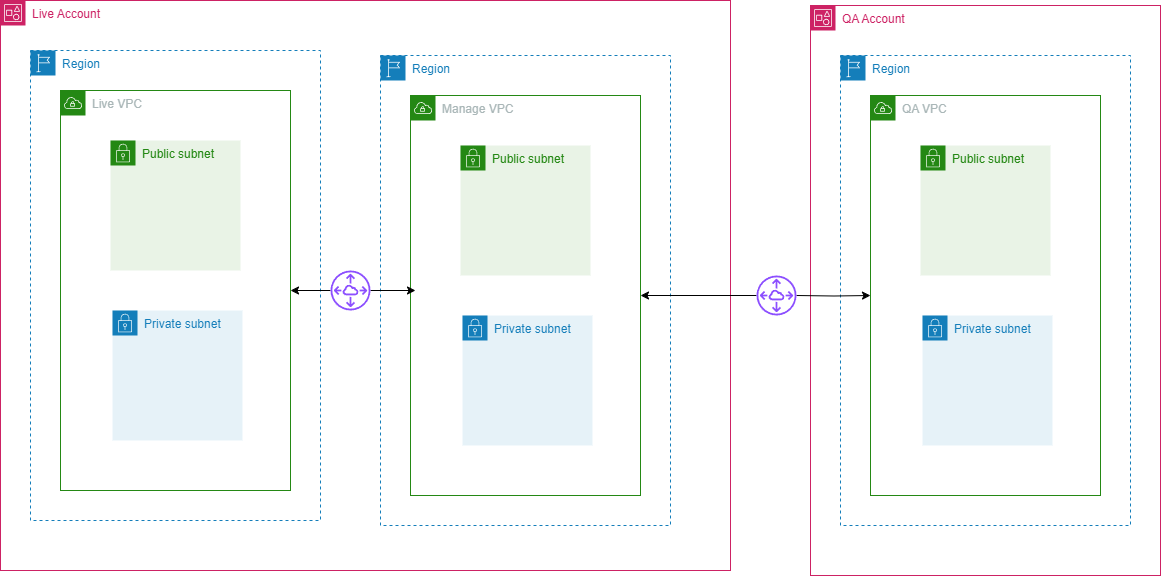 Live Account
Region
Live VPC
Public subnet
Private subnet
Region
Manage VPC
Public subnet
Private subnet
QA Account
Region
QA VPC
Public subnet
Private subnet